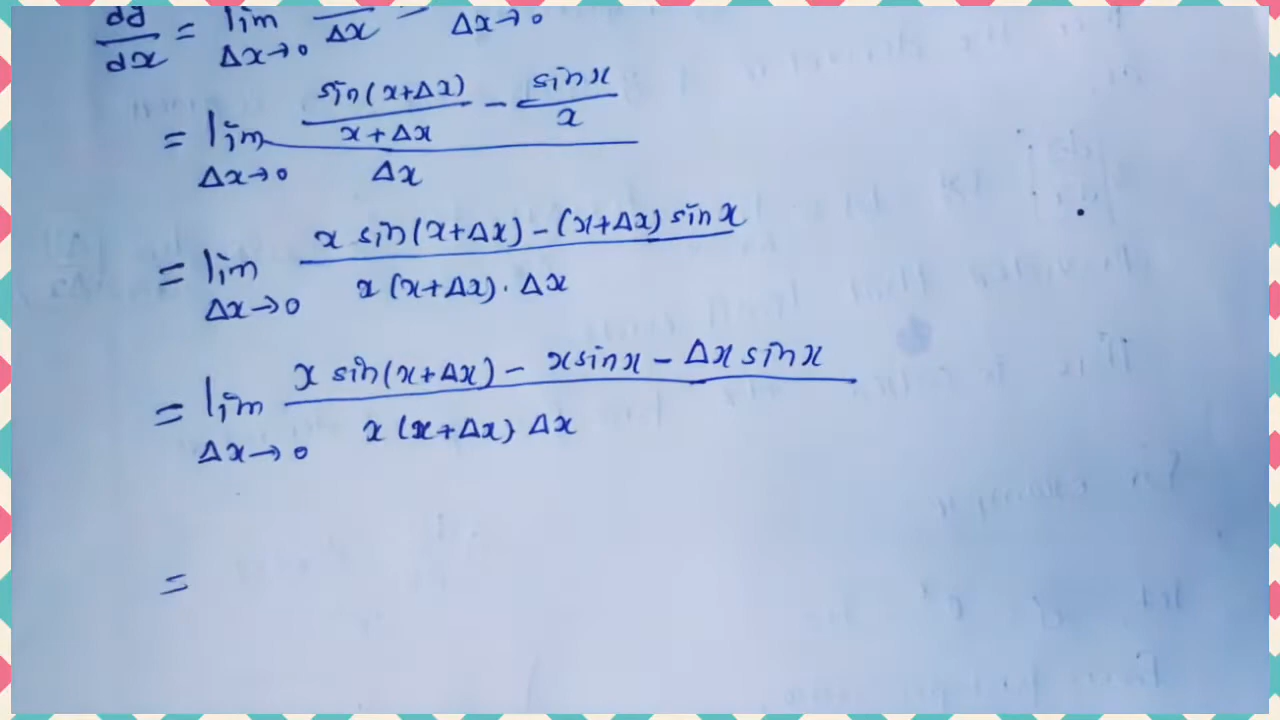 dy/dx = lim Δx→0 /Δx = Δx→0
= lim Δx→0 (sin(x+Δx)/(x+Δx) - sinx/x)/Δx
= lim Δx→0 (x sin(x+Δx) - (x+Δx) sinx)/(x(x+Δx)·Δx)
= lim Δx→0 (x sin(x+Δx) - xsinx - Δx sinx)/(x(x+Δx) Δx)
=